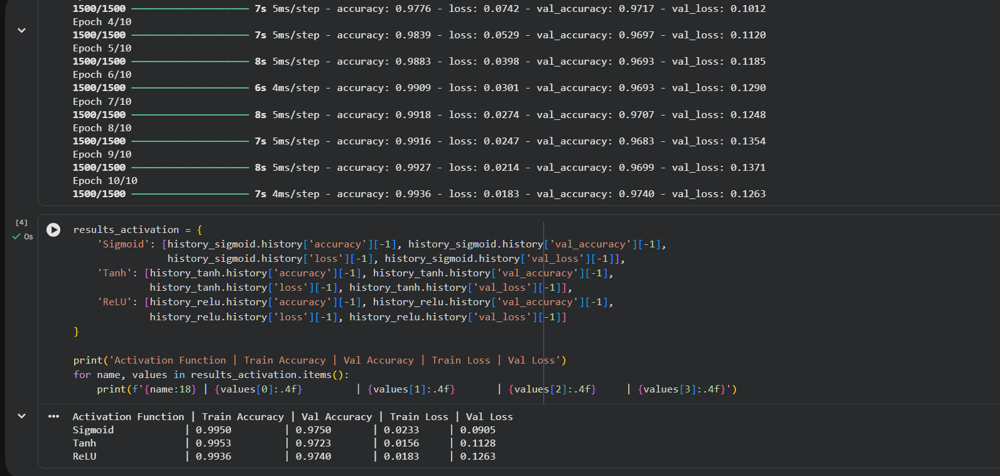 1500/1500 ━━━━━━━━━━━━━━━━━━━━ 7s 5ms/step - accuracy: 0.9776 - loss: 0.0742 - val_accuracy: 0.9717 - val_loss: 0.1012
Epoch 4/10
1500/1500 ━━━━━━━━━━━━━━━━━━━━ 7s 5ms/step - accuracy: 0.9839 - loss: 0.0529 - val_accuracy: 0.9697 - val_loss: 0.1120
Epoch 5/10
1500/1500 ━━━━━━━━━━━━━━━━━━━━ 8s 5ms/step - accuracy: 0.9883 - loss: 0.0398 - val_accuracy: 0.9693 - val_loss: 0.1185
Epoch 6/10
1500/1500 ━━━━━━━━━━━━━━━━━━━━ 6s 4ms/step - accuracy: 0.9909 - loss: 0.0301 - val_accuracy: 0.9693 - val_loss: 0.1290
Epoch 7/10
1500/1500 ━━━━━━━━━━━━━━━━━━━━ 8s 5ms/step - accuracy: 0.9918 - loss: 0.0274 - val_accuracy: 0.9707 - val_loss: 0.1248
Epoch 8/10
1500/1500 ━━━━━━━━━━━━━━━━━━━━ 7s 5ms/step - accuracy: 0.9916 - loss: 0.0247 - val_accuracy: 0.9683 - val_loss: 0.1354
Epoch 9/10
1500/1500 ━━━━━━━━━━━━━━━━━━━━ 8s 5ms/step - accuracy: 0.9927 - loss: 0.0214 - val_accuracy: 0.9699 - val_loss: 0.1371
Epoch 10/10
1500/1500 ━━━━━━━━━━━━━━━━━━━━ 7s 4ms/step - accuracy: 0.9936 - loss: 0.0183 - val_accuracy: 0.9740 - val_loss: 0.1263
[4]
0s
results_activation = {
    'Sigmoid': [history_sigmoid.history['accuracy'][-1], history_sigmoid.history['val_accuracy'][-1],
                history_sigmoid.history['loss'][-1], history_sigmoid.history['val_loss'][-1]],
    'Tanh': [history_tanh.history['accuracy'][-1], history_tanh.history['val_accuracy'][-1],
             history_tanh.history['loss'][-1], history_tanh.history['val_loss'][-1]],
    'ReLU': [history_relu.history['accuracy'][-1], history_relu.history['val_accuracy'][-1],
             history_relu.history['loss'][-1], history_relu.history['val_loss'][-1]]
}
print('Activation Function | Train Accuracy | Val Accuracy | Train Loss | Val Loss')
for name, values in results_activation.items():
    print(f'{name:18} | {values[0]:.4f}         | {values[1]:.4f}       | {values[2]:.4f}     | {values[3]:.4f}')
Activation Function | Train Accuracy | Val Accuracy | Train Loss | Val Loss
Sigmoid            | 0.9950         | 0.9750       | 0.0233     | 0.0905
Tanh               | 0.9953         | 0.9723       | 0.0156     | 0.1128
ReLU               | 0.9936         | 0.9740       | 0.0183     | 0.1263